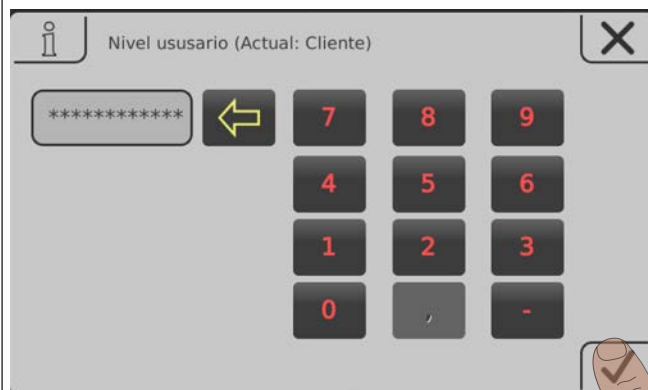 Nivel ususario (Actual: Cliente)
************
7 8 9
4 5 6
1 2 3
0 , -